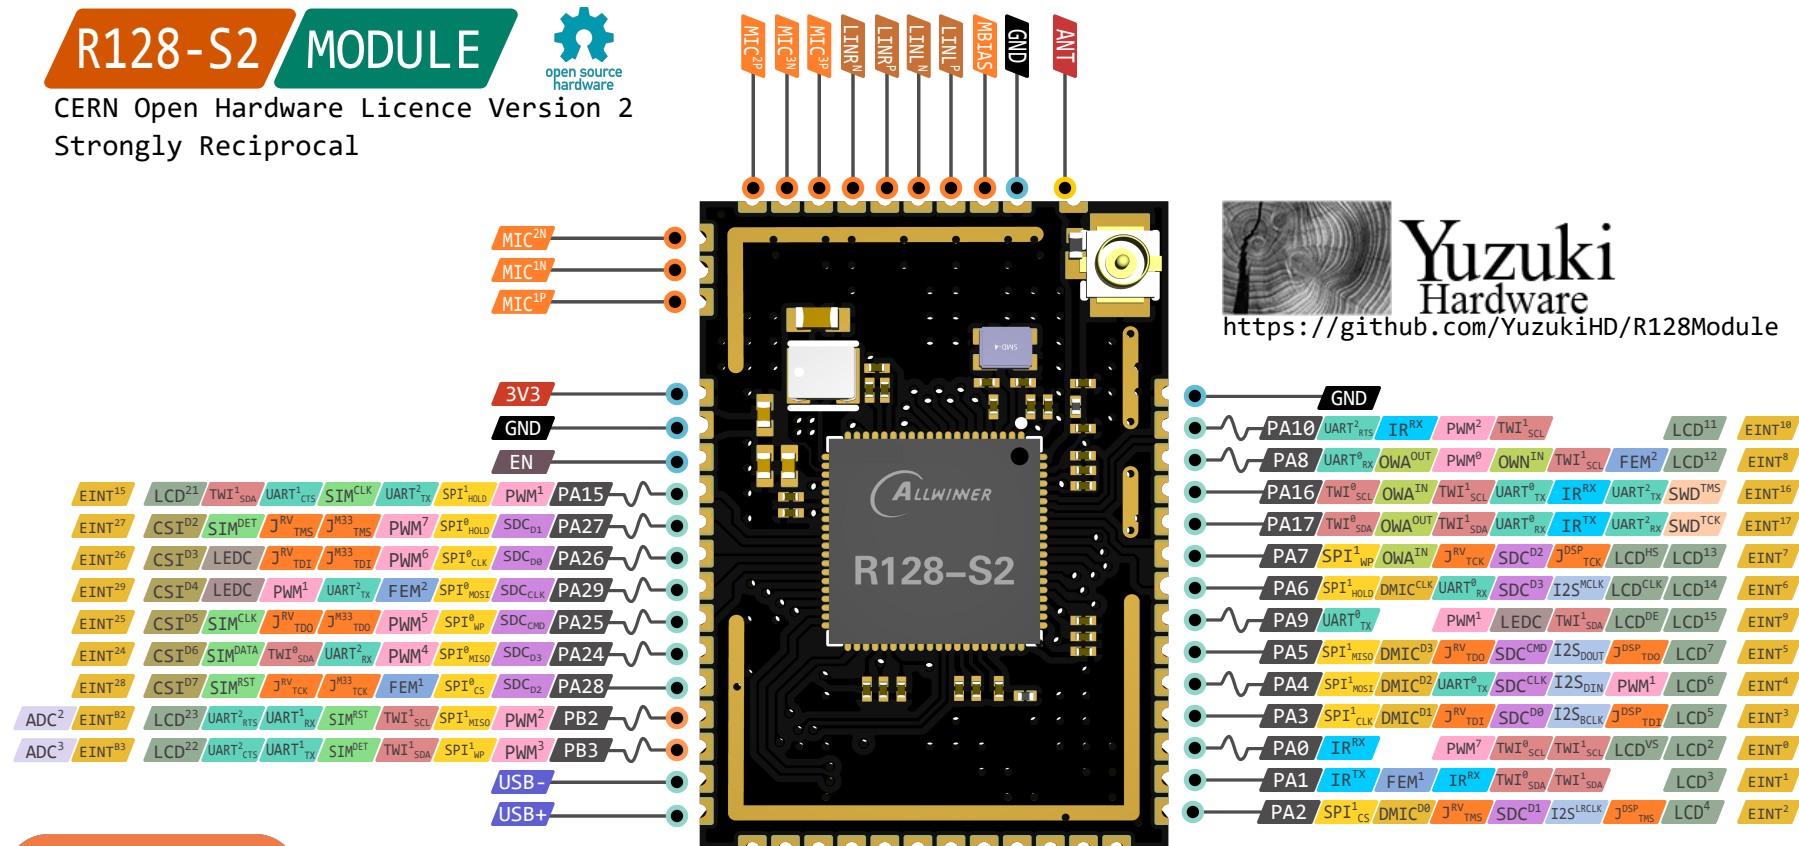 R128-S2 MODULE
open source
hardware
CERN Open Hardware Licence Version 2
Strongly Reciprocal
MIC2P MIC3N MIC3P LINRN LINRP LINLN LINLP MBIAS GND ANT
MIC2N
MIC1N
MIC1P
3V3
GND
EN
EINT15 LCD21 TWI1SDA UART1CTS SIMCLK UART2TX SPI1HOLD PWM1 PA15
EINT27 CSID2 SIMDET JRVTMS JM33TMS PWM7 SPI0HOLD SDCD1 PA27
EINT26 CSID3 LEDC JRVTDI JM33TDI PWM6 SPI0CLK SDCD0 PA26
EINT29 CSID4 LEDC PWM1 UART2TX FEM2 SPI0MOSI SDCCLK PA29
EINT25 CSID5 SIMCLK JRVTDO JM33TDO PWM5 SPI0WP SDCCMD PA25
EINT24 CSID6 SIMDATA TWI0SDA UART2RX PWM4 SPI0MISO SDCD3 PA24
EINT28 CSID7 SIMRST JRVTCK JM33TCK FEM1 SPI0CS SDCD2 PA28
ADC2 EINTB2 LCD23 UART2RTS UART1RX SIMRST TWI1SCL SPI1MISO PWM2 PB2
ADC3 EINTB3 LCD22 UART2CTS UART1TX SIMDET TWI1SDA SPI1WP PWM3 PB3
USB-
USB+
SMD-4
ALLWINNER
R128-S2
Yuzuki
Hardware
https://github.com/YuzukiHD/R128Module
GND
PA10 UART2RTS IRRX PWM2 TWI1SCL LCD11 EINT10
PA8 UART0RX OWAOUT PWM0 OWNIN TWI1SCL FEM2 LCD12 EINT8
PA16 TWI0SCL OWAIN TWI1SCL UART0TX IRRX UART2TX SWDTMS EINT16
PA17 TWI0SDA OWAOUT TWI1SDA UART0RX IRTX UART2RX SWDTCK EINT17
PA7 SPI1WP OWAIN JRVTCK SDCD2 JDSPTCK LCDHS LCD13 EINT7
PA6 SPI1HOLD DMICCLK UART0RX SDCD3 I2SMCLK LCDCLK LCD14 EINT6
PA9 UART0TX PWM1 LEDC TWI1SDA LCDDE LCD15 EINT9
PA5 SPI1MISO DMICD3 JRVTDO SDCCMD I2SDOUT JDSPTDO LCD7 EINT5
PA4 SPI1MOSI DMICD2 UART0TX SDCCLK I2SDIN PWM1 LCD6 EINT4
PA3 SPI1CLK DMICD1 JRVTDI SDCD0 I2SBCLK JDSPTDI LCD5 EINT3
PA0 IRRX PWM7 TWI0SCL TWI1SCL LCDVS LCD2 EINT0
PA1 IRTX FEM1 IRRX TWI0SDA TWI1SDA LCD3 EINT1
PA2 SPI1CS DMICD0 JRVTMS SDCD1 I2SLRCLK JDSPTMS LCD4 EINT2